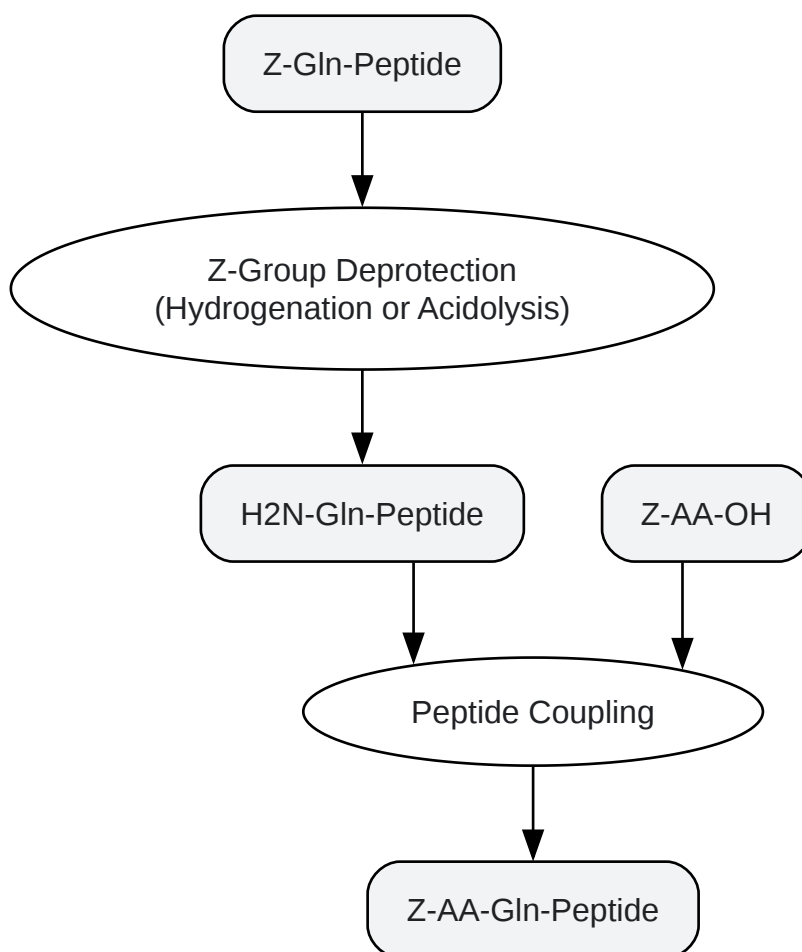 Z-Gln-Peptide
Z-Group Deprotection
(Hydrogenation or Acidolysis)
H2N-Gln-Peptide
Z-AA-OH
Peptide Coupling
Z-AA-Gln-Peptide